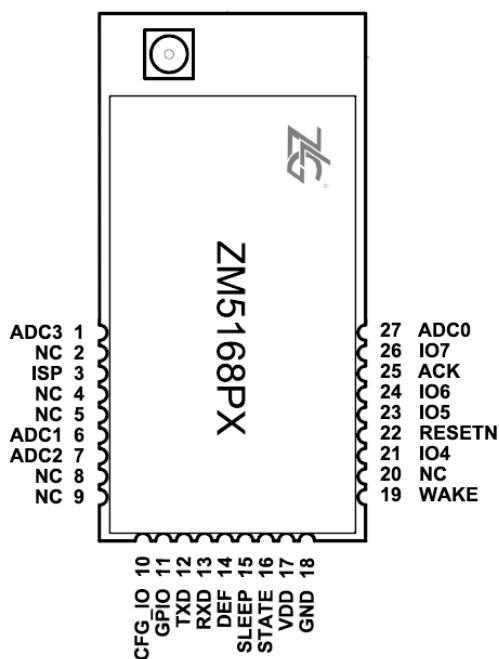 ZM5168PX
ADC3 1
NC 2
ISP 3
NC 4
NC 5
ADC1 6
ADC2 7
NC 8
NC 9
CFG_IO 10
GPIO 11
TXD 12
RXD 13
DEF 14
SLEEP 15
STATE 16
VDD 17
GND 18
27 ADC0
26 IO7
25 ACK
24 IO6
23 IO5
22 RESETN
21 IO4
20 NC
19 WAKE